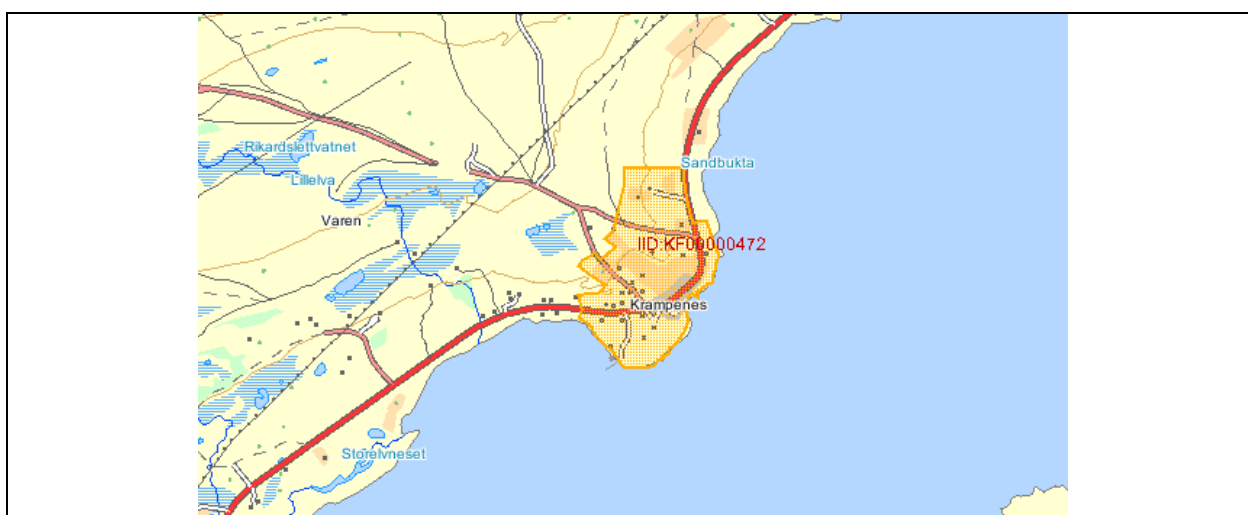 Rikardslettvatnet
Sandbukta
Lillelva
Varen
IID:KF00000472
Krampenes
Storelvneset